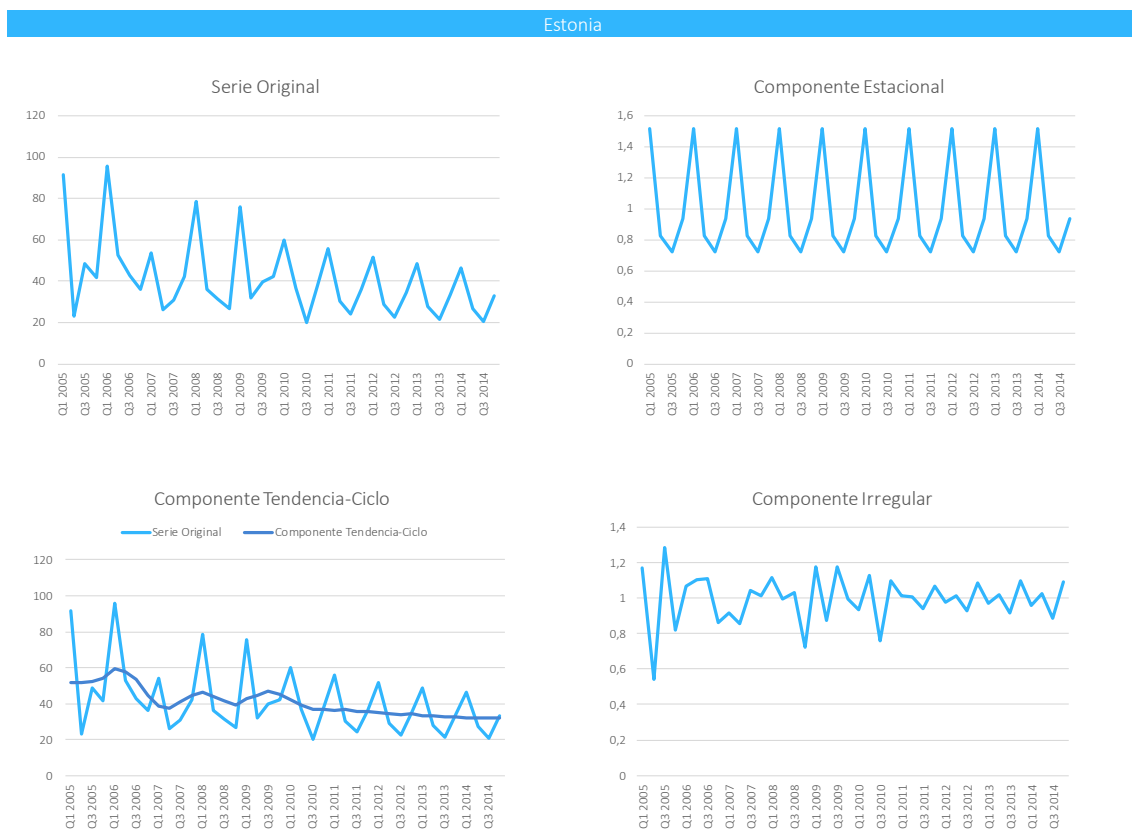 Estonia
Serie Original
120
100
80
60
40
20
0
Q1 2005
Q3 2005
Q1 2006
Q3 2006
Q1 2007
Q3 2007
Q1 2008
Q3 2008
Q1 2009
Q3 2009
Q1 2010
Q3 2010
Q1 2011
Q3 2011
Q1 2012
Q3 2012
Q1 2013
Q3 2013
Q1 2014
Q3 2014
Componente Estacional
1,6
1,4
1,2
1
0,8
0,6
0,4
0,2
0
Q1 2005
Q3 2005
Q1 2006
Q3 2006
Q1 2007
Q3 2007
Q1 2008
Q3 2008
Q1 2009
Q3 2009
Q1 2010
Q3 2010
Q1 2011
Q3 2011
Q1 2012
Q3 2012
Q1 2013
Q3 2013
Q1 2014
Q3 2014
Componente Tendencia-Ciclo
Serie Original
Componente Tendencia-Ciclo
120
100
80
60
40
20
0
Q1 2005
Q3 2005
Q1 2006
Q3 2006
Q1 2007
Q3 2007
Q1 2008
Q3 2008
Q1 2009
Q3 2009
Q1 2010
Q3 2010
Q1 2011
Q3 2011
Q1 2012
Q3 2012
Q1 2013
Q3 2013
Q1 2014
Q3 2014
Componente Irregular
1,4
1,2
1
0,8
0,6
0,4
0,2
0
Q1 2005
Q3 2005
Q1 2006
Q3 2006
Q1 2007
Q3 2007
Q1 2008
Q3 2008
Q1 2009
Q3 2009
Q1 2010
Q3 2010
Q1 2011
Q3 2011
Q1 2012
Q3 2012
Q1 2013
Q3 2013
Q1 2014
Q3 2014